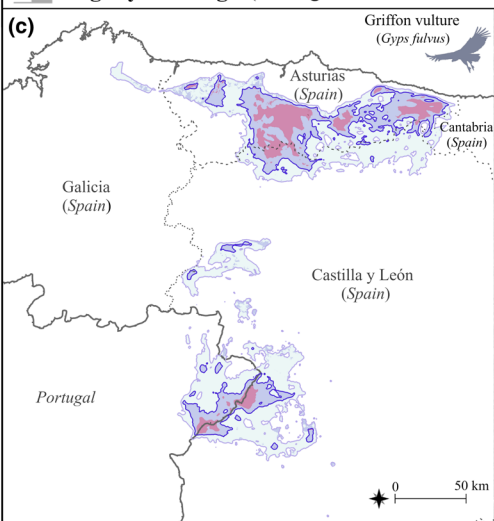 (c)
Griffon vulture
(Gyps fulvus)
Asturias
(Spain)
Cantabria
(Spain)
Galicia
(Spain)
Castilla y León
(Spain)
Portugal
0 50 km